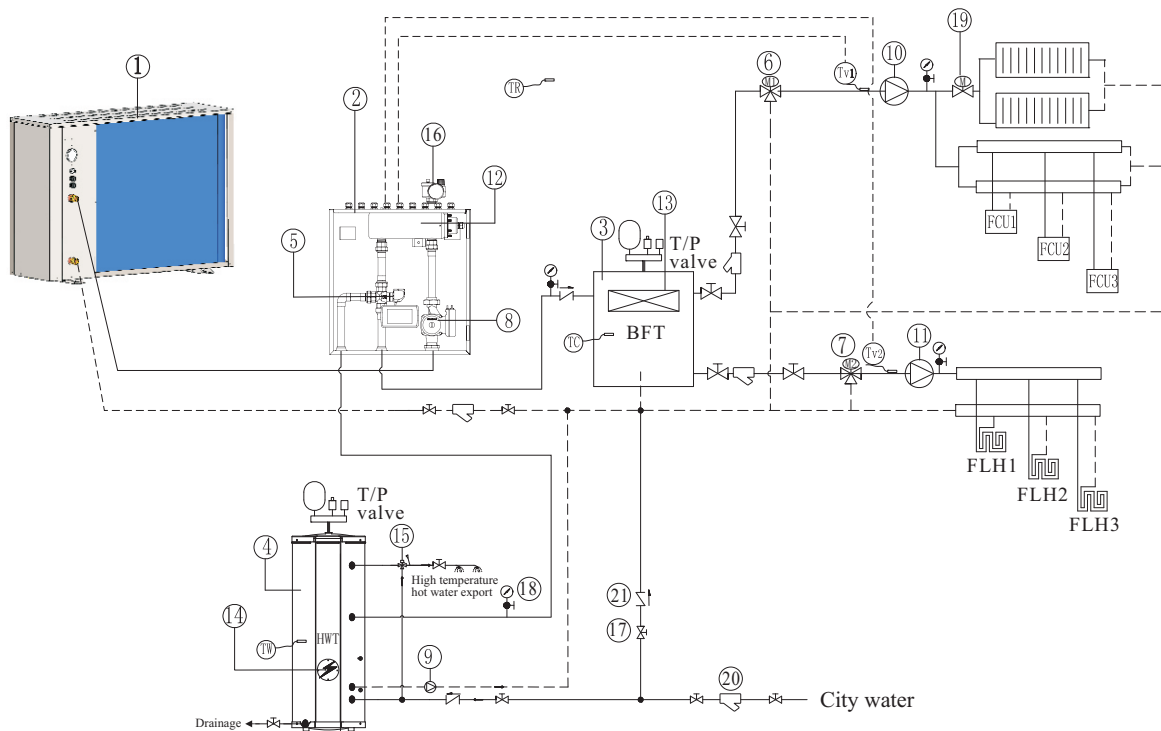 ①
②
⑯
⑫
⑤
⑧
TR
⑥
M1
Tv1
⑩
⑲
M
FCU1
FCU2
FCU3
③
⑬
T/P
valve
BFT
TC
⑦
M2
Tv2
⑪
FLH1
FLH2
FLH3
T/P
valve
④
⑮
High temperature
hot water export
⑱
⑭
TW
HWT
⑨
㉑
⑰
⑳
City water
Drainage